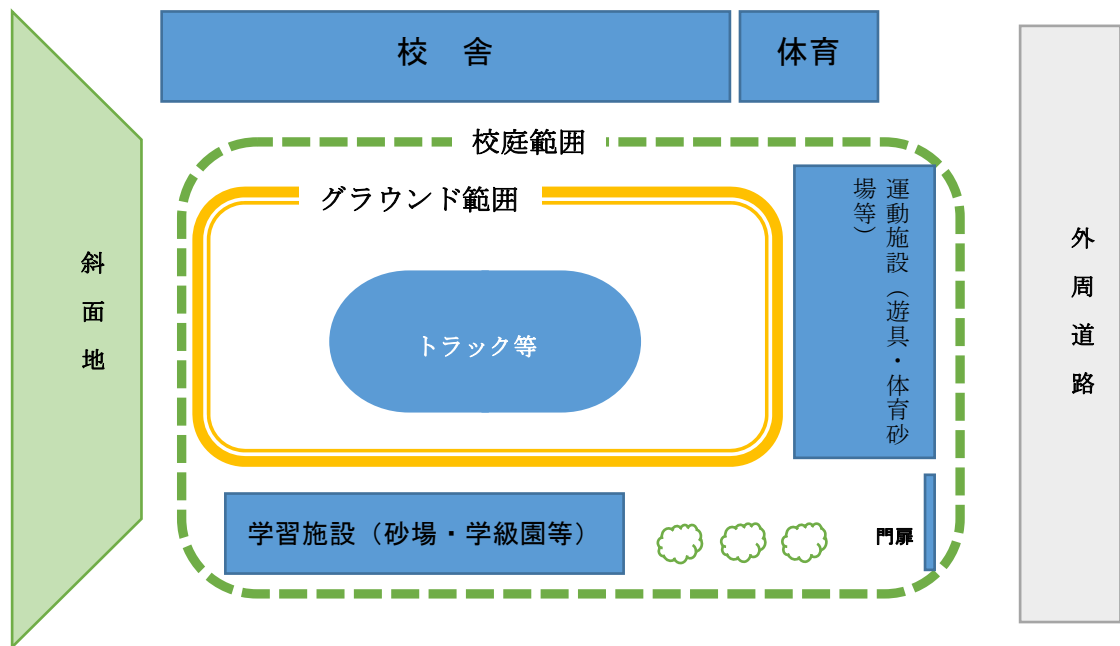 校　舎
体育
校庭範囲
グラウンド範囲
運動施設（遊具・体育砂
場等）
斜面地
外周道路
トラック等
学習施設（砂場・学級園等）
門扉